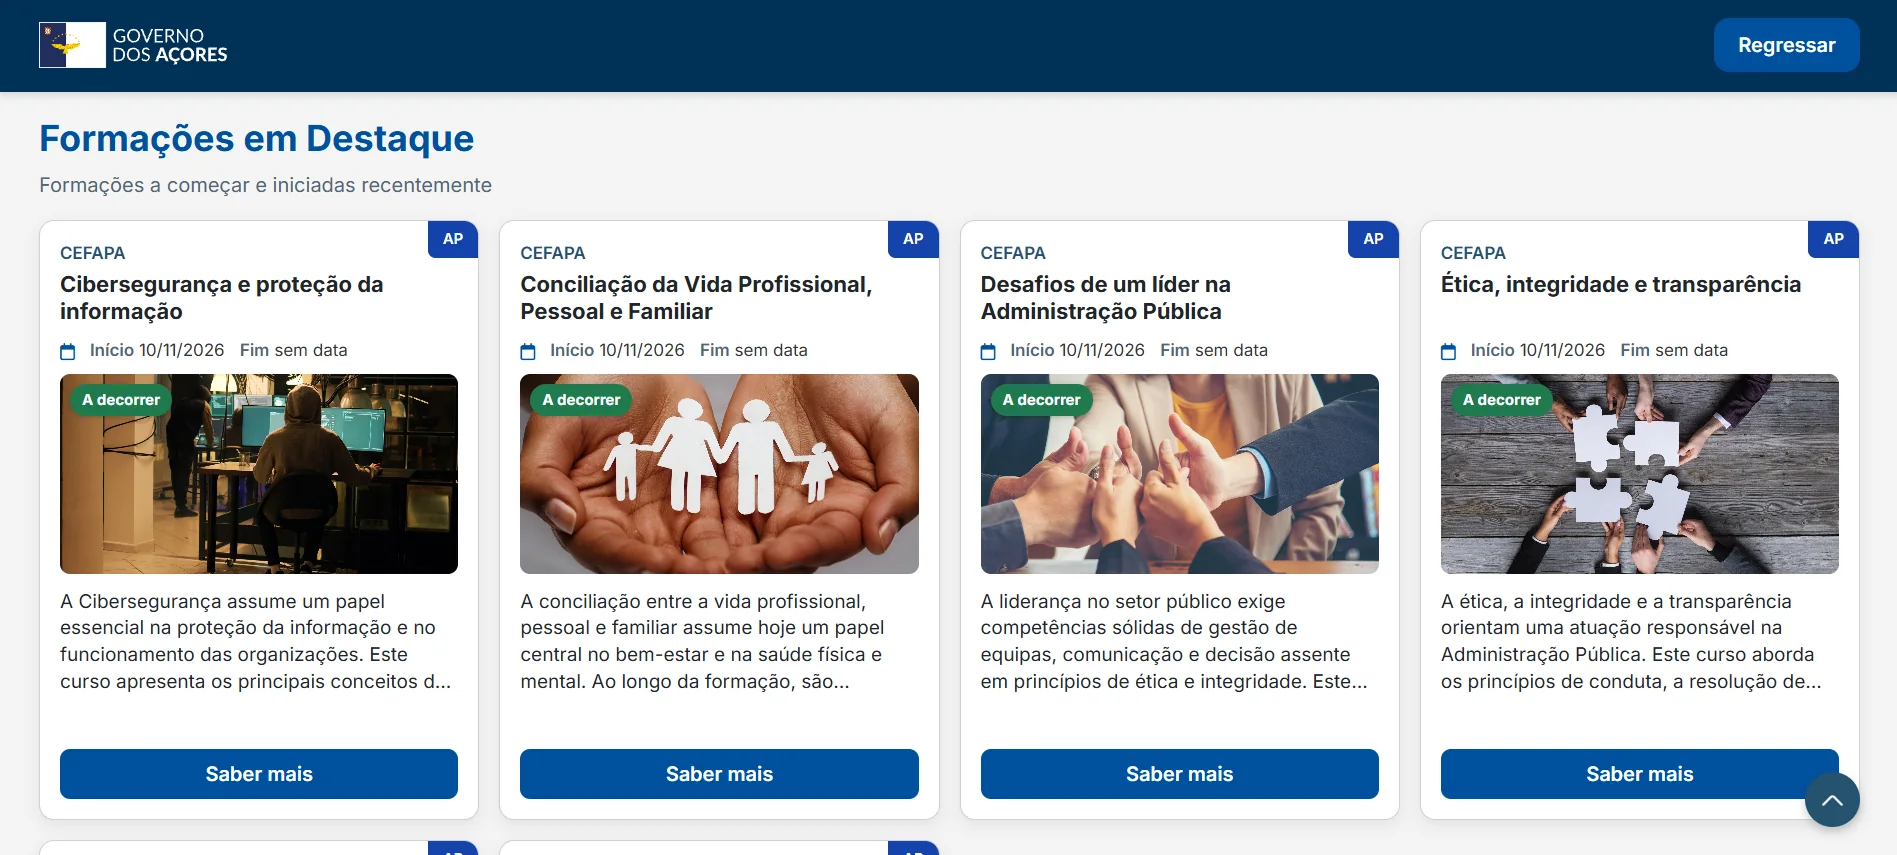 GOVERNO
DOS AÇORES
Regressar
Formações em Destaque
Formações a começar e iniciadas recentemente
AP
CEFAPA
Cibersegurança e proteção da
informação
Início 10/11/2026 Fim sem data
A decorrer
A Cibersegurança assume um papel
essencial na proteção da informação e no
funcionamento das organizações. Este
curso apresenta os principais conceitos d...
Saber mais
AP
CEFAPA
Conciliação da Vida Profissional,
Pessoal e Familiar
Início 10/11/2026 Fim sem data
A decorrer
A conciliação entre a vida profissional,
pessoal e familiar assume hoje um papel
central no bem-estar e na saúde física e
mental. Ao longo da formação, são...
Saber mais
AP
CEFAPA
Desafios de um líder na
Administração Pública
Início 10/11/2026 Fim sem data
A decorrer
A liderança no setor público exige
competências sólidas de gestão de
equipas, comunicação e decisão assente
em princípios de ética e integridade. Este...
Saber mais
AP
CEFAPA
Ética, integridade e transparência
Início 10/11/2026 Fim sem data
A decorrer
A ética, a integridade e a transparência
orientam uma atuação responsável na
Administração Pública. Este curso aborda
os princípios de conduta, a resolução de...
Saber mais
AP
AP